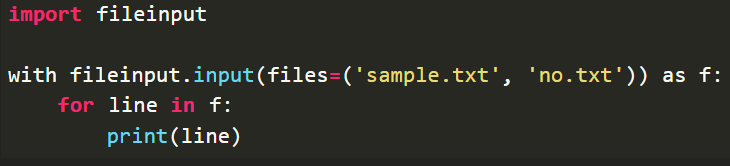 import fileinput

with fileinput.input(files=('sample.txt', 'no.txt')) as f:
    for line in f:
        print(line)